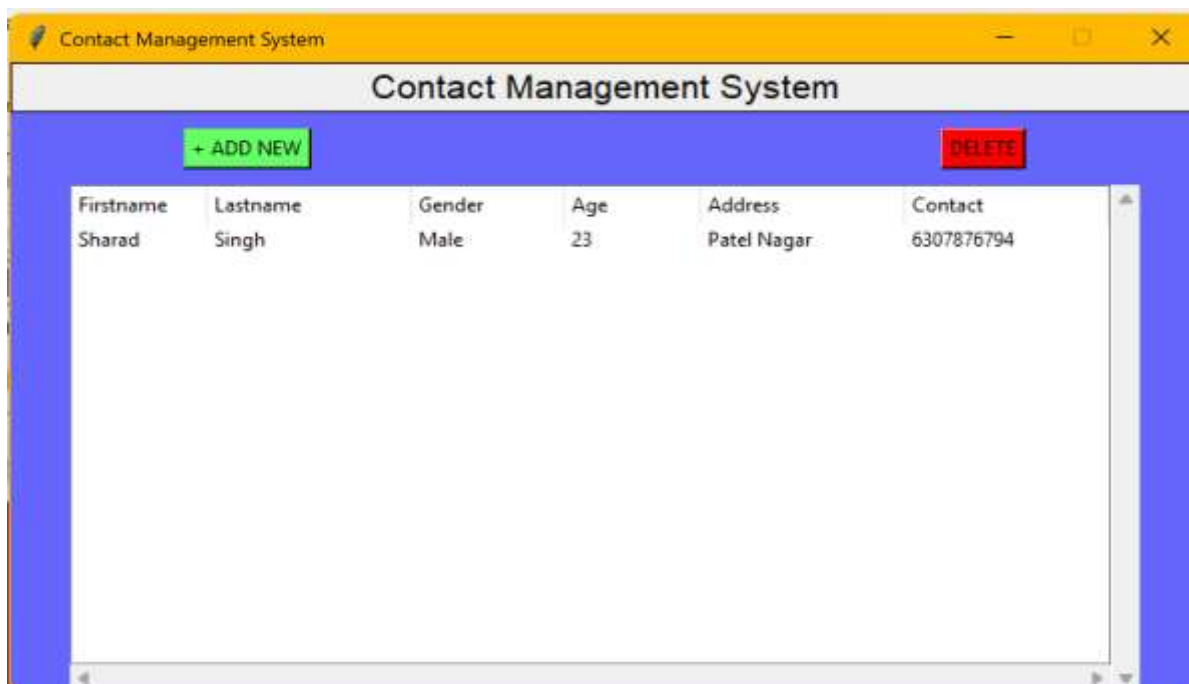 Contact Management System
Contact Management System
+ ADD NEW DELETE
Firstname Lastname Gender Age Address Contact
Sharad Singh Male 23 Patel Nagar 6307876794